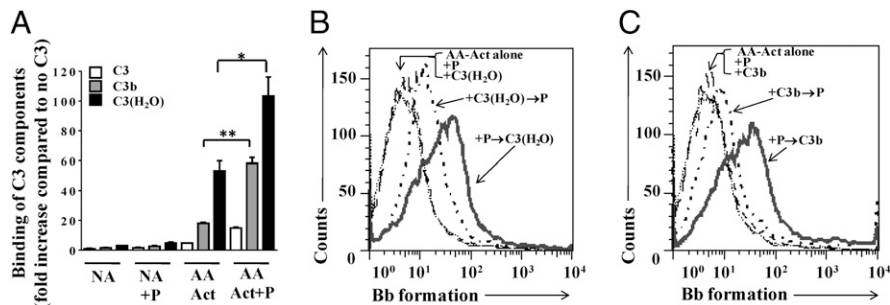 A
Binding of C3 components
(fold increase compared to no C3)
120
100
80
60
40
20
0
C3
C3b
C3(H₂O)
*
**
NA
NA
+P
AA
Act
AA
Act+P
B
Counts
150
100
50
0
AA-Act alone
+P
+C3(H₂O)
+C3(H₂O)→P
+P→C3(H₂O)
10⁰ 10¹ 10² 10³ 10⁴
Bb formation
C
Counts
150
100
50
0
AA-Act alone
+P
+C3b
+C3b→P
+P→C3b
10⁰ 10¹ 10² 10³ 10⁴
Bb formation